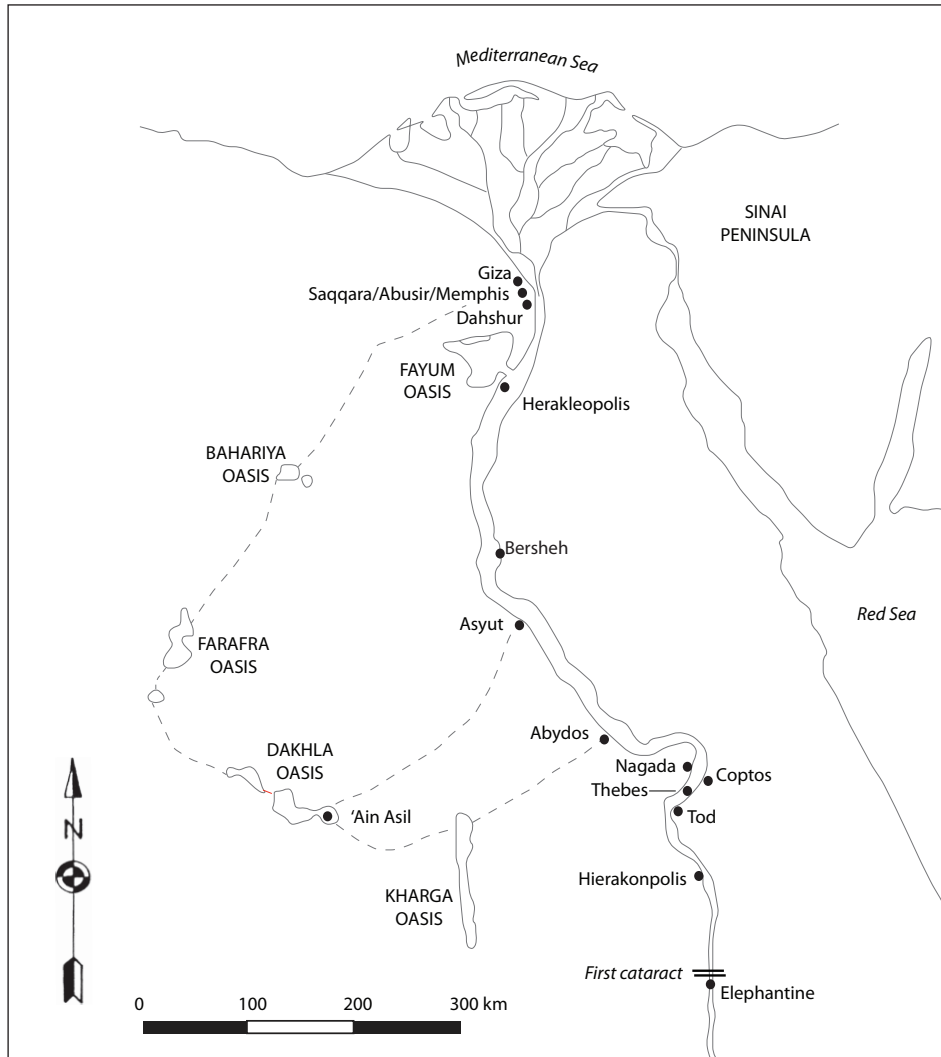 Mediterranean Sea
SINAI
PENINSULA
Giza
Saqqara/Abusir/Memphis
Dahshur
FAYUM
OASIS
Herakleopolis
BAHARIYA
OASIS
Bersheh
Asyut
Red Sea
FARAFRA
OASIS
Abydos
DAKHLA
OASIS
Nagada
Coptos
Thebes
‘Ain Asil
Tod
N
Hierakonpolis
KHARGA
OASIS
First cataract
Elephantine
0 100 200 300 km